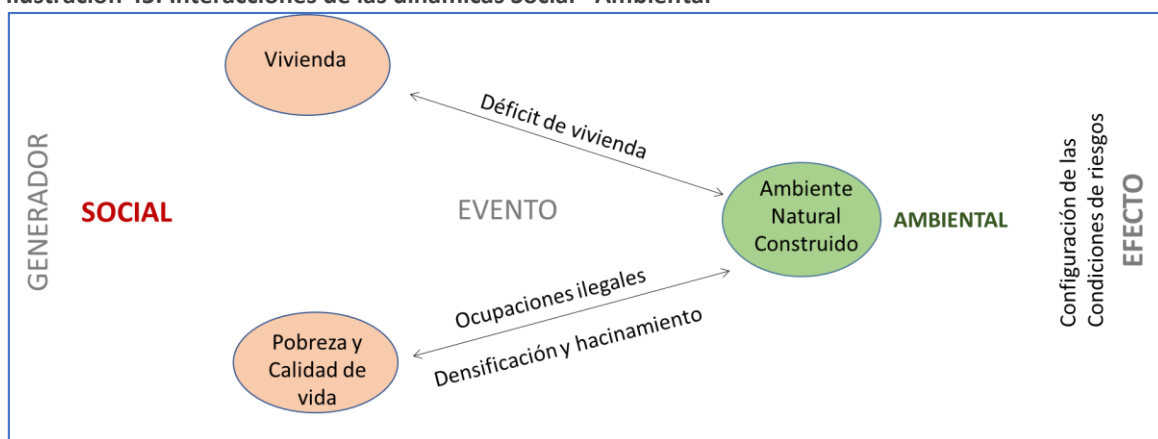 Ilustración 45. Interacciones de las dinámicas Social - Ambiental
Vivienda
Déficit de vivienda
GENERADOR
SOCIAL
EVENTO
Ambiente
Natural
Construido
AMBIENTAL
Configuración de las
Condiciones de riesgos
EFECTO
Ocupaciones ilegales
Densificación y hacinamiento
Pobreza y
Calidad de
vida